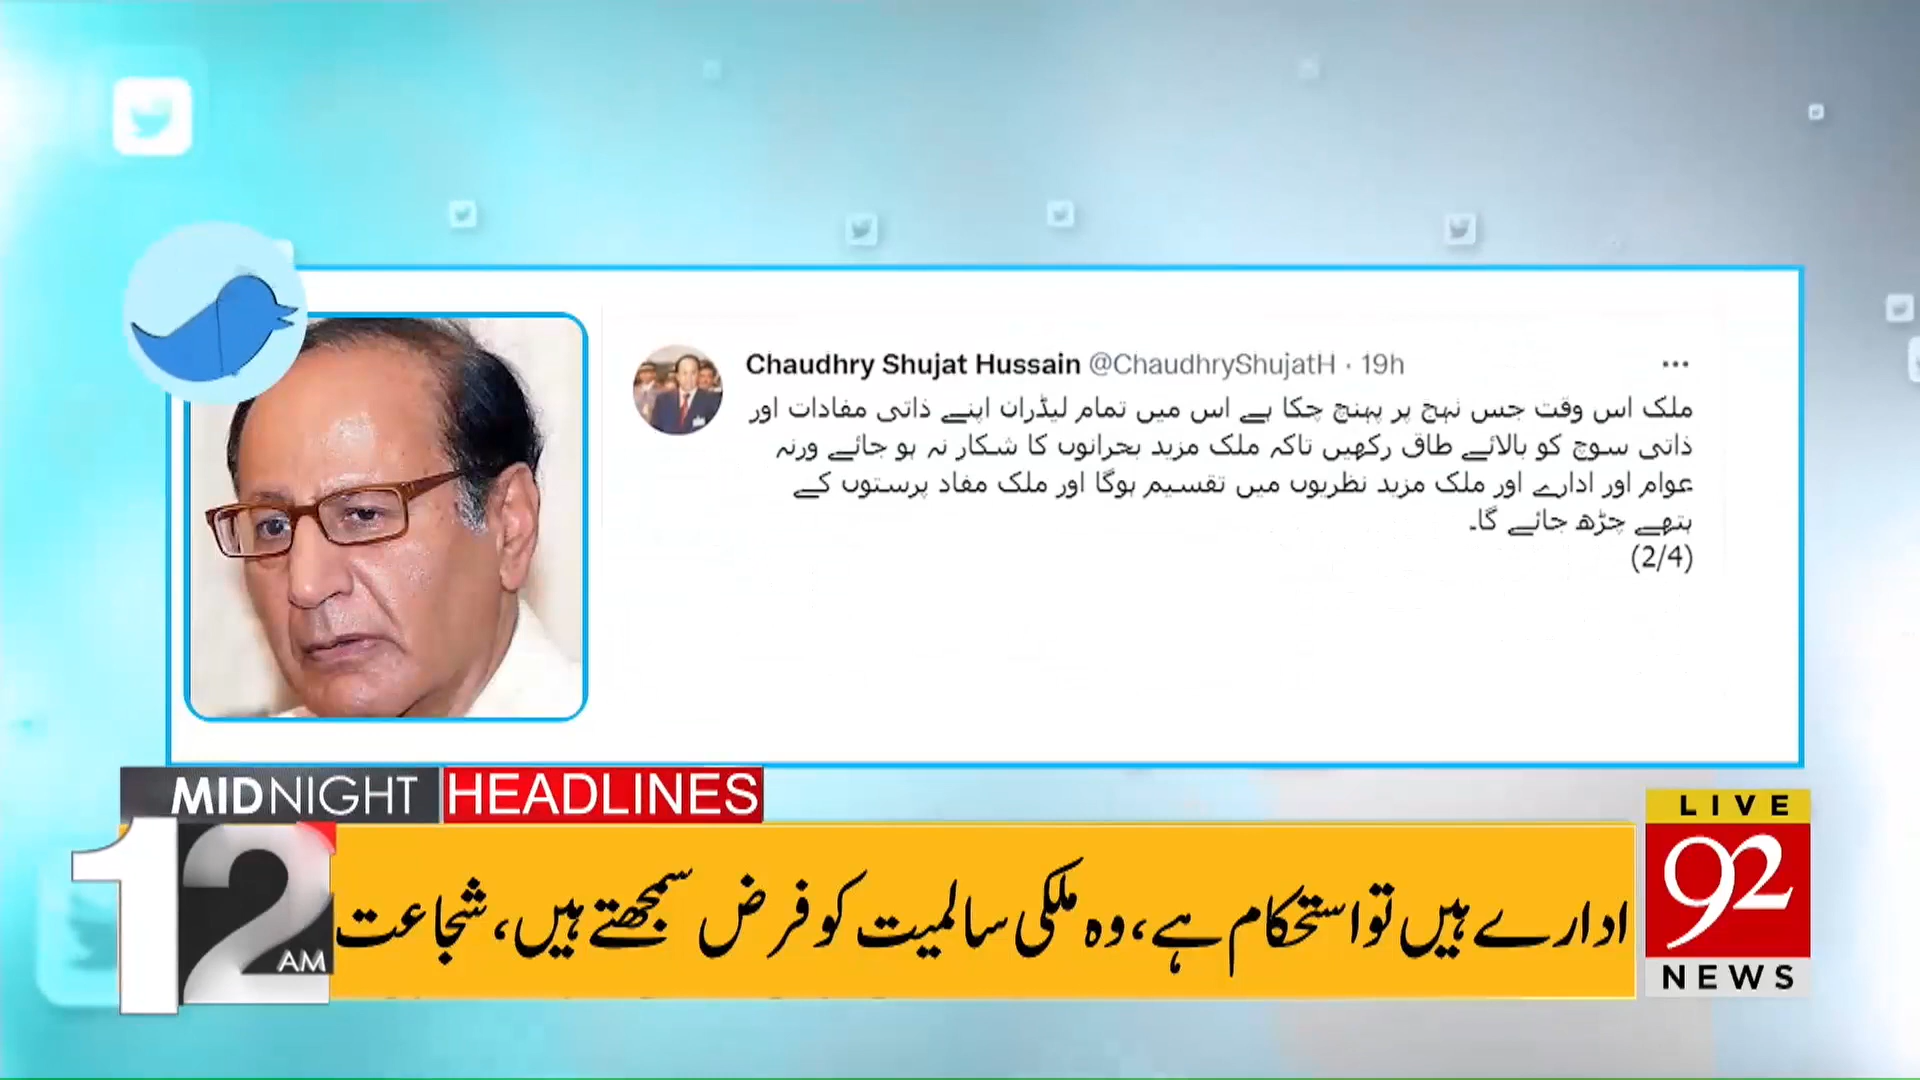 Chaudhry Shujat Hussain @ChaudhryShujatH · 19h
ملک اس وقت جس نہج پر پہنچ چکا ہے اس میں تمام لیڈران اپنے ذاتی مفادات اور
ذاتی سوچ کو بالائے طاق رکھیں تاکہ ملک مزید بحرانوں کا شکار نہ ہو جائے ورنہ
عوام اور ادارے اور ملک مزید نظریوں میں تقسیم ہوگا اور ملک مفاد پرستوں کے
ہتھے چڑھ جائے گا۔
(2/4)
MIDNIGHT HEADLINES
12 AM
ادارے ہیں تو استحکام ہے، وہ ملکی سالمیت کو فرض سمجھتے ہیں، شجاعت
LIVE
92
NEWS